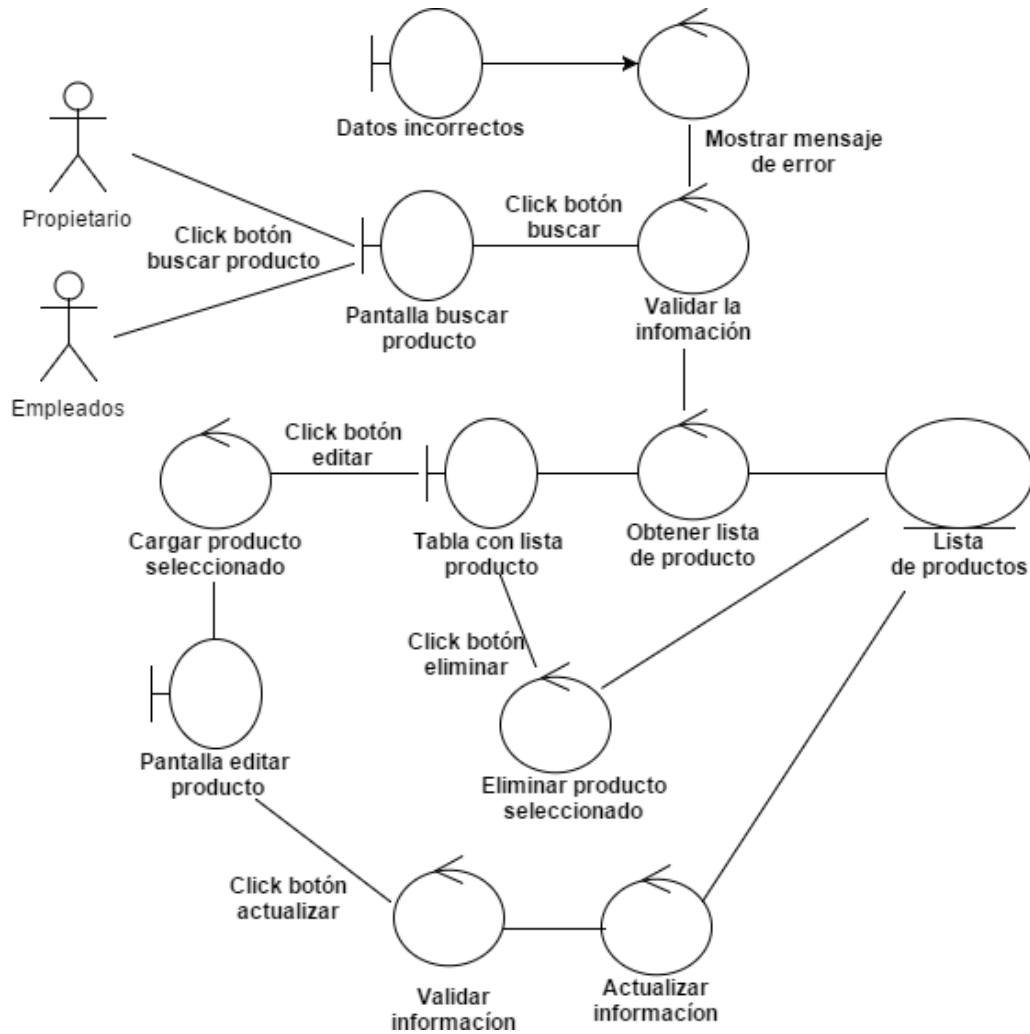 Datos incorrectos
Mostrar mensaje
de error
Propietario
Click botón
buscar producto
Click botón
buscar
Pantalla buscar
producto
Validar la
infomación
Empleados
Click botón
editar
Cargar producto
seleccionado
Tabla con lista
producto
Obtener lista
de producto
Lista
de productos
Click botón
eliminar
Pantalla editar
producto
Eliminar producto
seleccionado
Click botón
actualizar
Validar
informacíon
Actualizar
informacíon